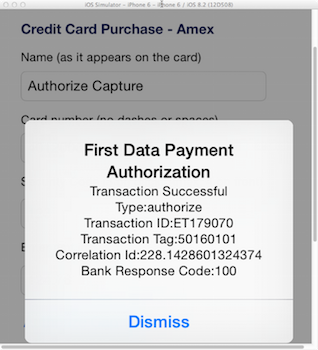 iOS Simulator - iPhone 6 - iPhone 6 / iOS 8.2 (12D508)
Credit Card Purchase - Amex
Name (as it appears on the card)
Authorize Capture
Card number (no dashes or spaces)
First Data Payment
Authorization
Transaction Successful
Type:authorize
Transaction ID:ET179070
Transaction Tag:50160101
Correlation Id:228.1428601324374
Bank Response Code:100
Dismiss